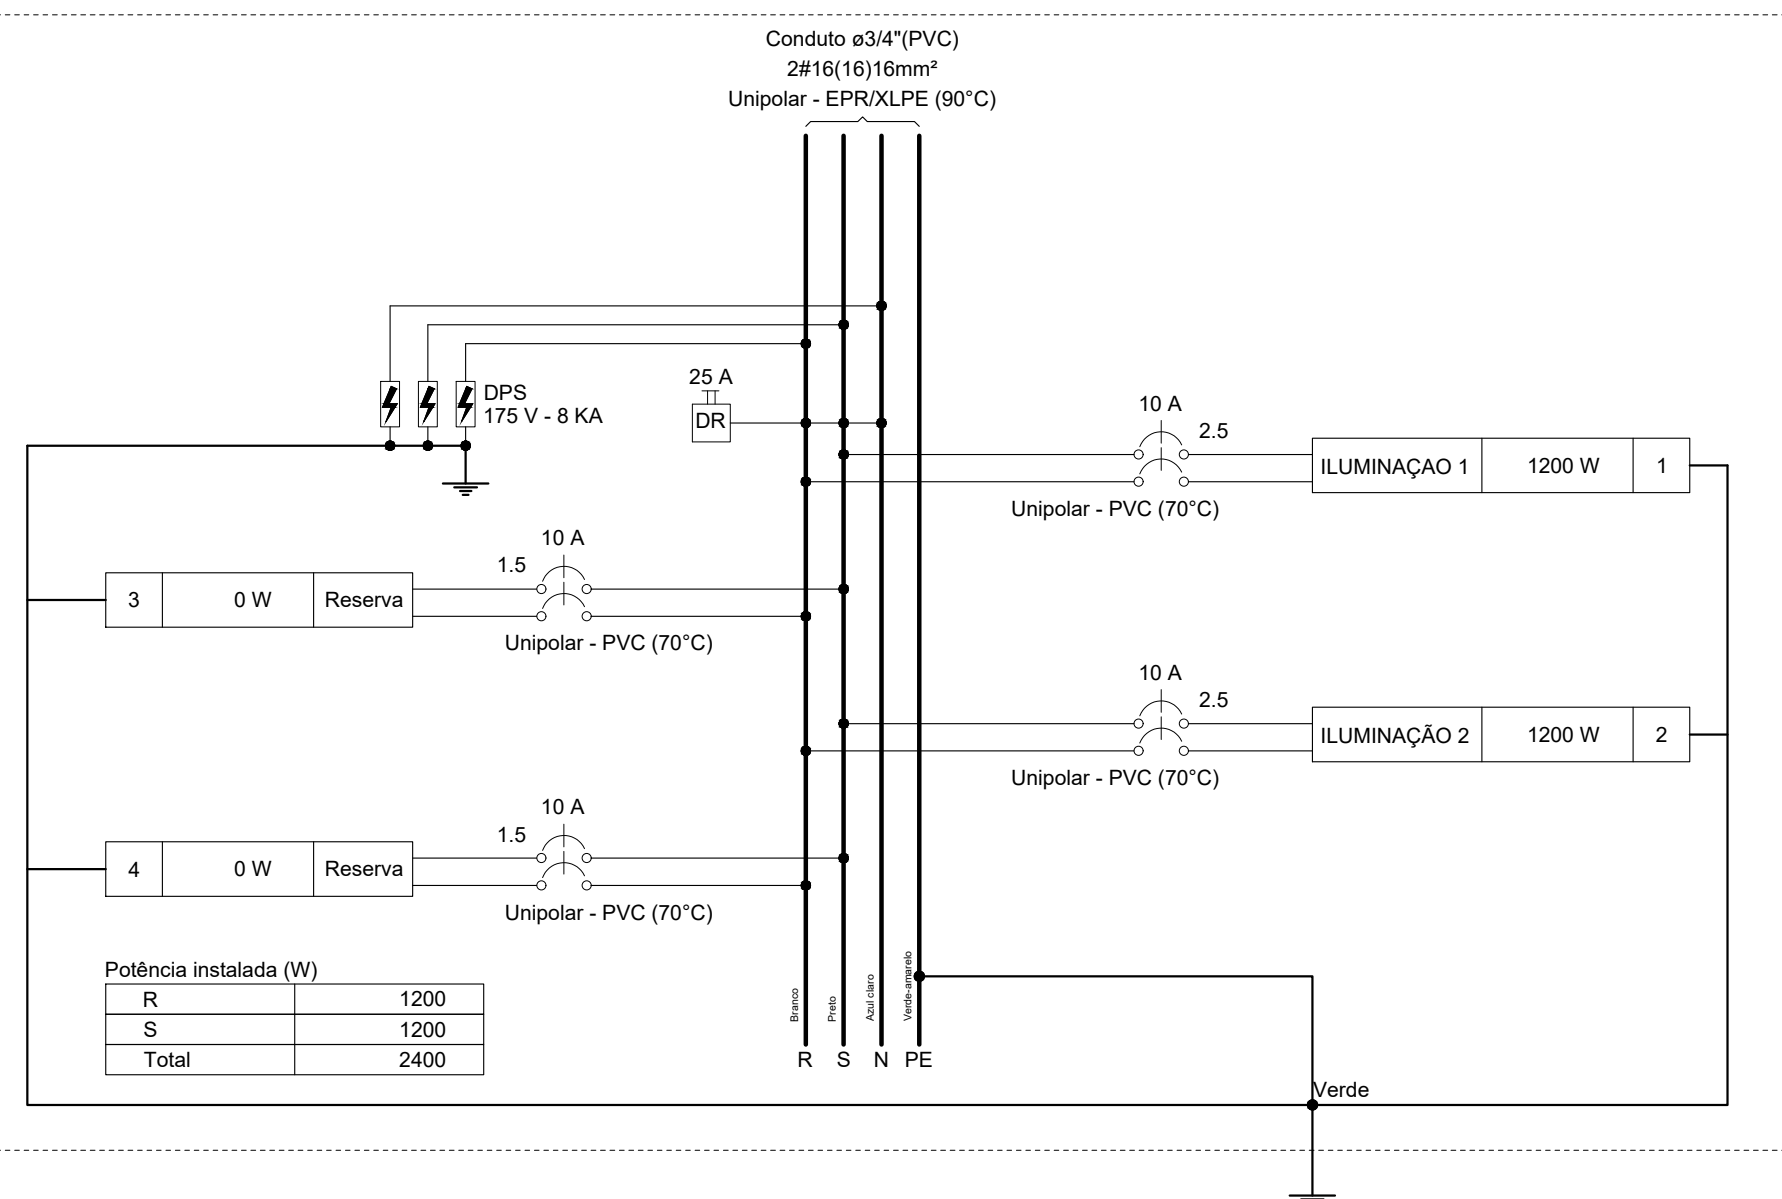 Conduto ø3/4"(PVC)
2#16(16)16mm²
Unipolar - EPR/XLPE (90°C)
DPS
175 V - 8 KA
25 A
DR
10 A
2.5
ILUMINAÇAO 1 1200 W 1
Unipolar - PVC (70°C)
10 A
1.5
3 0 W Reserva
Unipolar - PVC (70°C)
10 A
2.5
ILUMINAÇÃO 2 1200 W 2
Unipolar - PVC (70°C)
10 A
1.5
4 0 W Reserva
Unipolar - PVC (70°C)
Potência instalada (W)
R 1200
S 1200
Total 2400
Branco
Preto
Azul claro
Verde-amarelo
R S N PE
Verde